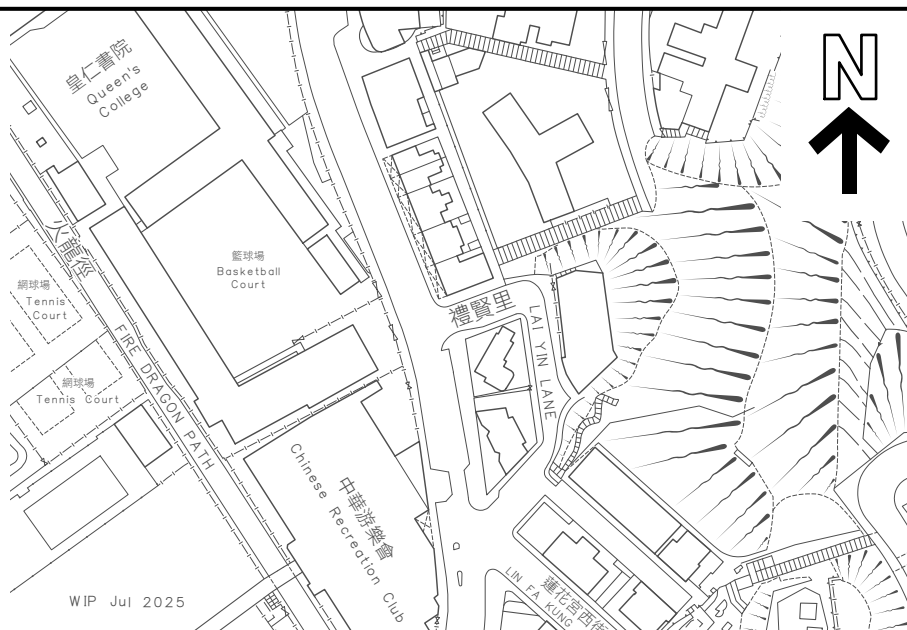 皇仁書院
Queen's
College
N
火龍徑
籃球場
Basketball
Court
網球場
Tennis
Court
禮賢里
LAI YIN LANE
FIRE DRAGON PATH
網球場
Tennis Court
中華游樂會
Chinese Recreation Club
蓮花宮西街
LIN FA KUNG
WIP Jul 2025